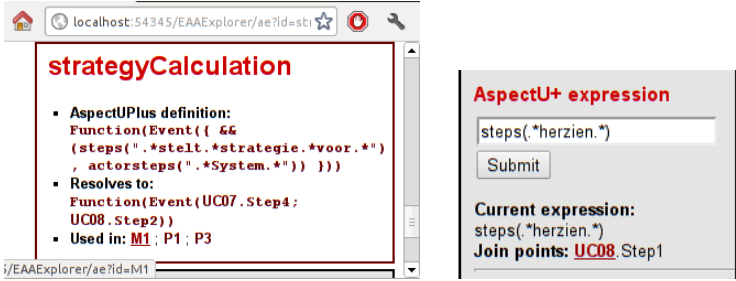 localhost:54345/EAAExplorer/ae?id=str
strategyCalculation
▪ AspectUPlus definition:
Function(Event({ &&
(steps(".*stelt.*strategie.*voor.*")
, actorsteps(".*System.*")) }))
▪ Resolves to:
Function(Event(UC07.Step4;
UC08.Step2))
▪ Used in: M1 ; P1 ; P3
5/EAAExplorer/ae?id=M1
AspectU+ expression
steps(.*herzien.*)
Submit
Current expression:
steps(.*herzien.*)
Join points: UC08.Step1